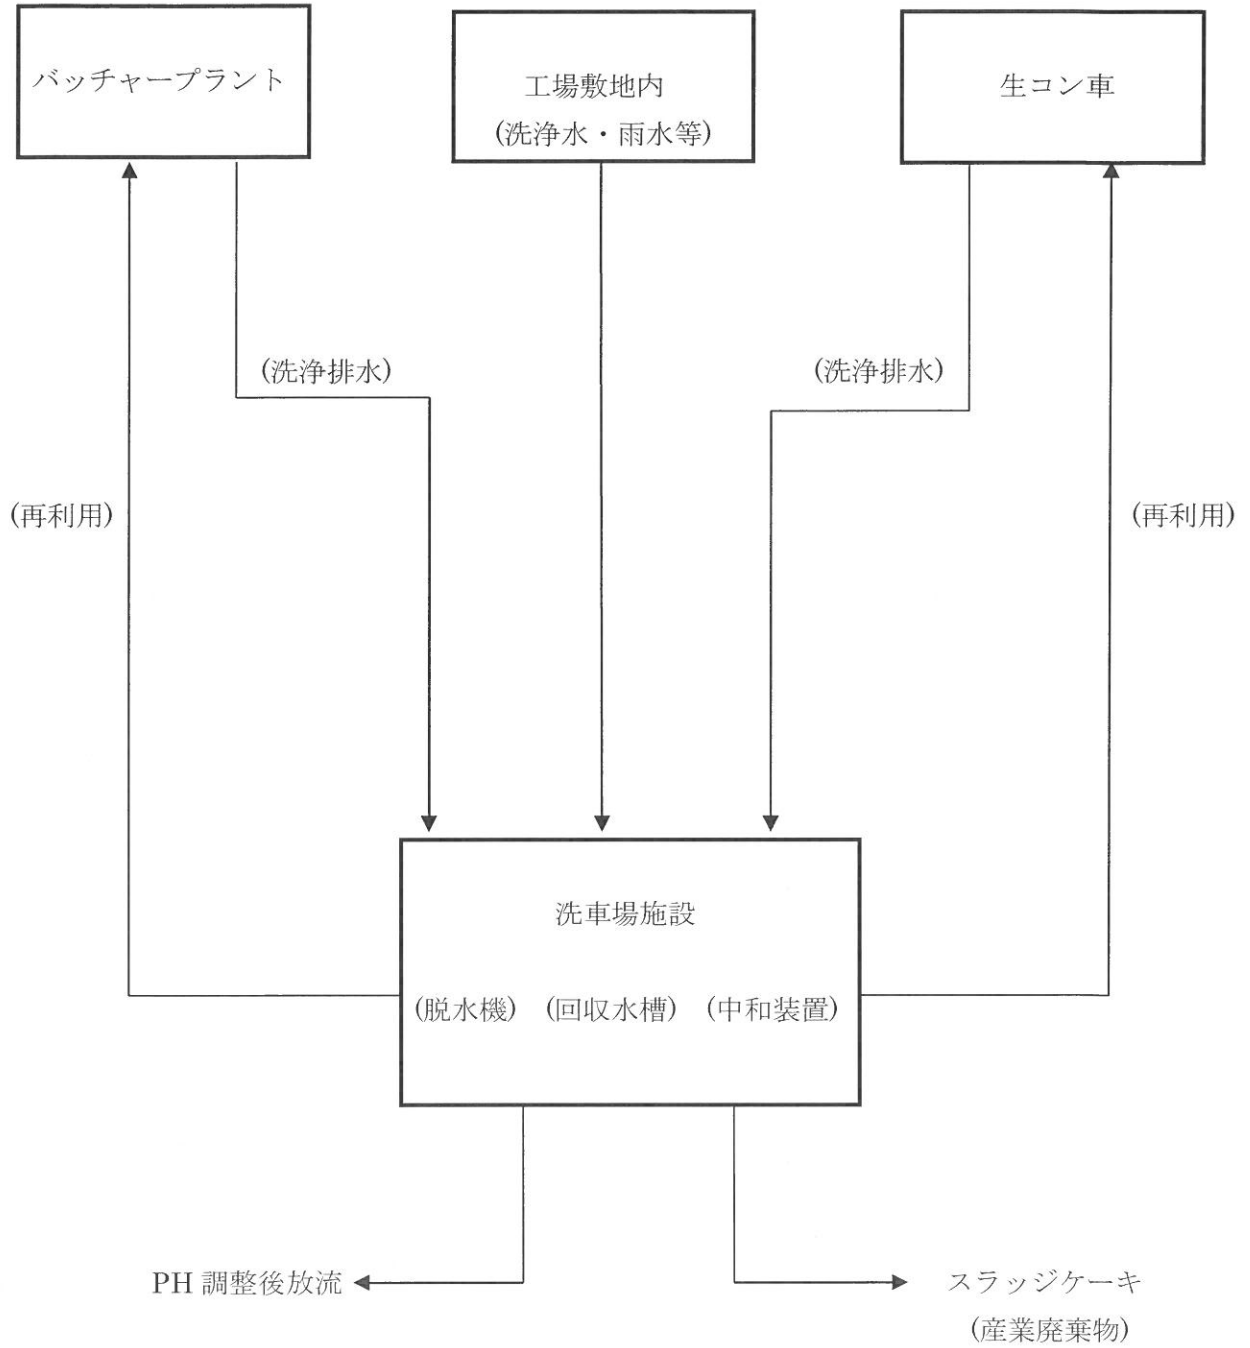 バッチャープラント
工場敷地内
(洗浄水・雨水等)
生コン車
(洗浄排水)
(洗浄排水)
(再利用)
(再利用)
洗車場施設
(脱水機) (回収水槽) (中和装置)
PH 調整後放流
スラッジケーキ
(産業廃棄物)